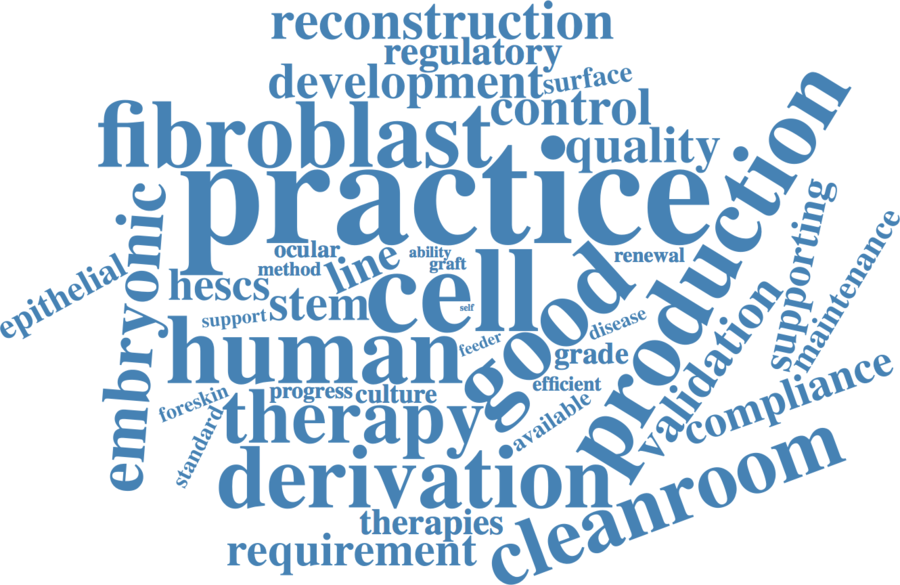 reconstruction
regulatory
development
surface
control
fibroblast
quality
practice
production
embryonic
epithelial
ocular
method
line
ability
graft
renewal
hescs
stem
cell
good
supporting
maintenance
support
self
human
feeder
disease
grade
validation
foreskin
progress
culture
efficient
standard
therapy
available
compliance
derivation
cleanroom
therapies
requirement